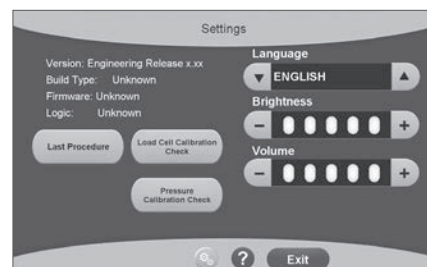 Settings
Version: Engineering Release x.xx
Build Type: Unknown
Firmware: Unknown
Logic: Unknown
Last Procedure
Load Cell Calibration
Check
Pressure
Calibration Check
Language
▼ ENGLISH ▲
Brightness
− +
Volume
− +
? Exit